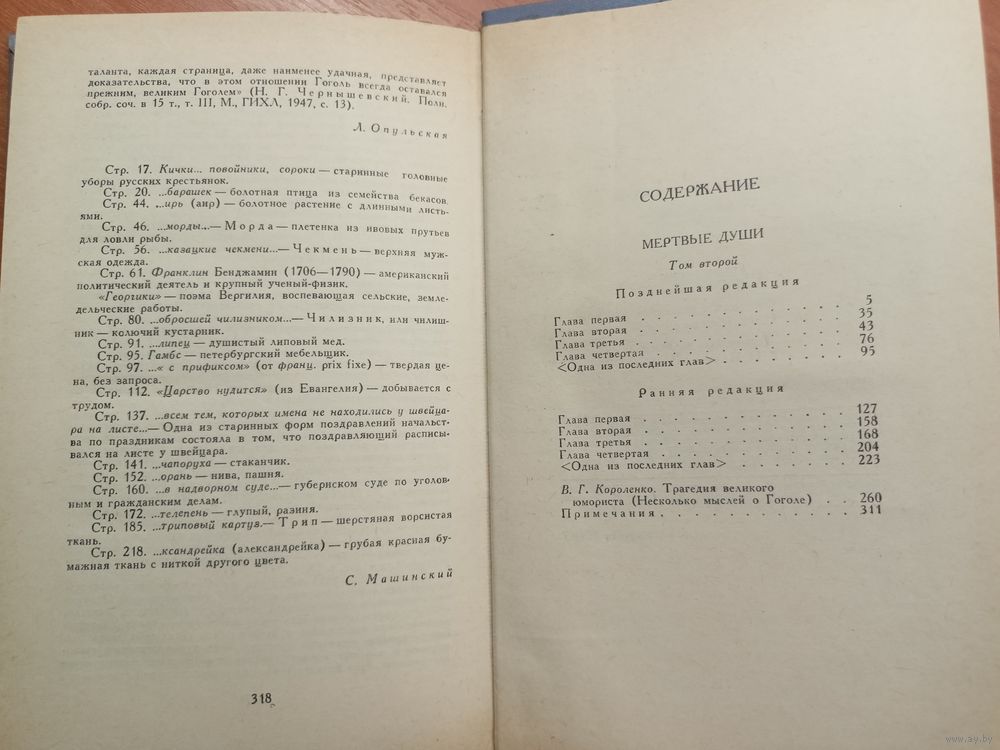 таланта, каждая страница, даже наименее удачная, представляет
доказательства, что в этом отношении Гоголь всегда оставался
прежним, великим Гоголем» (Н. Г. Чернышевский. Полн.
собр. соч. в 15 т., т. III, М., ГИХЛ, 1947, с. 13).
Л. Опульская
Стр. 17. Кички... повойники, сороки — старинные головные
уборы русских крестьянок.
Стр. 20. ...барашек — болотная птица из семейства бекасов.
Стр. 44. ...ирь (аир) — болотное растение с длинными листь-
ями.
Стр. 46. ...морды...— Морда — плетенка из ивовых прутьев
для ловли рыбы.
Стр. 56. ...казацкие чекмени...— Чекмень — верхняя муж-
ская одежда.
Стр. 61. Франклин Бенджамин (1706—1790) — американский
политический деятель и крупный ученый-физик.
«Георгики» — поэма Вергилия, воспевающая сельские, земле-
дельческие работы.
Стр. 80. ...обросшей чилизником...— Чилизник, или чилиш-
ник — колючий кустарник.
Стр. 91. ...липец — душистый липовый мед.
Стр. 95. Гамбс — петербургский мебельщик.
Стр. 97. ...« с прификсом» (от франц. prix fixe) — твердая це-
на, без запроса.
Стр. 112. «Царство нудится» (из Евангелия) — добывается с
трудом.
Стр. 137. ...всем тем, которых имена не находились у швейца-
ра на листе...— Одна из старинных форм поздравлений начальст-
ва по праздникам состояла в том, что поздравляющий расписы-
вался на листе у швейцара.
Стр. 141. ...чапоруха — стаканчик.
Стр. 152. ...орань — нива, пашня.
Стр. 160. ...в надворном суде...— губернском суде по уголов-
ным и гражданским делам.
Стр. 172. ...телепень — глупый, разиня.
Стр. 185. ...триповый картуз.— Трип — шерстяная ворсистая
ткань.
Стр. 218. ...ксандрейка (александрейка) — грубая красная бу-
мажная ткань с ниткой другого цвета.
С. Машинский
318
СОДЕРЖАНИЕ
МЕРТВЫЕ ДУШИ
Том второй
Позднейшая редакция
Глава первая . . . . . . . . . . . 5
Глава вторая . . . . . . . . . . . 35
Глава третья . . . . . . . . . . . 43
Глава четвертая . . . . . . . . . . 76
<Одна из последних глав> . . . . . . . 95
Ранняя редакция
Глава первая . . . . . . . . . . . 127
Глава вторая . . . . . . . . . . . 158
Глава третья . . . . . . . . . . . 168
Глава четвертая . . . . . . . . . . 204
<Одна из последних глав> . . . . . . . 223
В. Г. Короленко. Трагедия великого
юмориста (Несколько мыслей о Гоголе) . . 260
Примечания . . . . . . . . . . . 311
www.ay.by